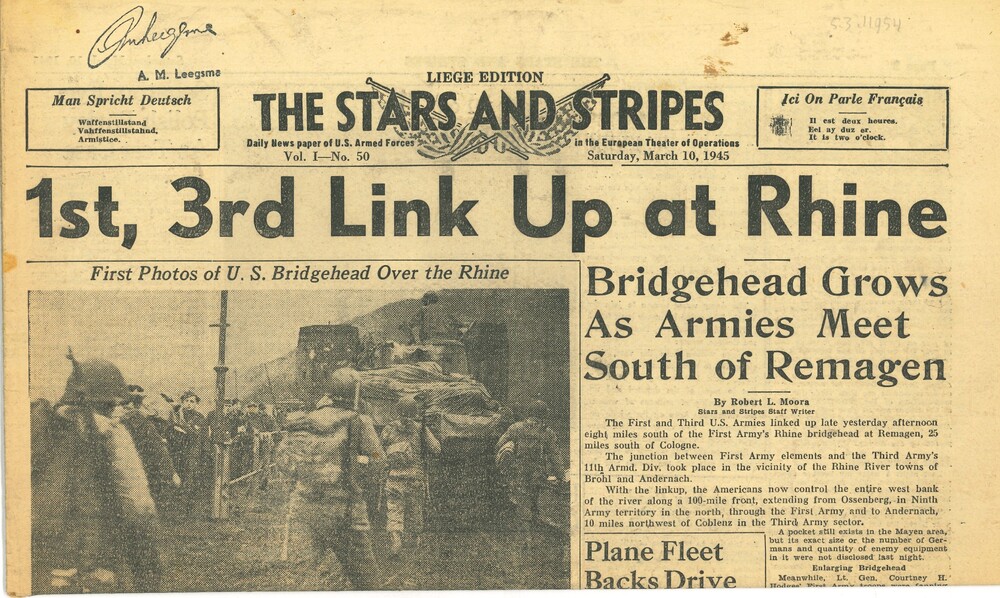 5.3.1954
A. M. Leegsma
LIEGE EDITION
Man Spricht Deutsch
Waffenstillstand
Vahffenstillstahnd,
Armistice.
THE STARS AND STRIPES
Daily News paper of U.S. Armed Forces in the European Theater of Operations
Vol. I—No. 50 Saturday, March 10, 1945
Ici On Parle Français
Il est deux heures.
Eel ay duz er.
It is two o'clock.
1st, 3rd Link Up at Rhine
First Photos of U. S. Bridgehead Over the Rhine
Bridgehead Grows
As Armies Meet
South of Remagen
By Robert L. Moora
Stars and Stripes Staff Writer
The First and Third U.S. Armies linked up late yesterday afternoon
eight miles south of the First Army's Rhine bridgehead at Remagen, 25
miles south of Cologne.
The junction between First Army elements and the Third Army's
11th Armd. Div. took place in the vicinity of the Rhine River towns of
Brohl and Andernach.
With the linkup, the Americans now control the entire west bank
of the river along a 100-mile front, extending from Ossenberg, in Ninth
Army territory in the north, through the First Army and to Andernach,
10 miles northwest of Coblenz in the Third Army sector.
A pocket still exists in the Mayen area,
but its exact size or the number of Ger-
mans and quantity of enemy equipment
in it were not disclosed last night.
Enlarging Bridgehead
Meanwhile, Lt. Gen. Courtney H.
Hodges' First Army troops were
Plane Fleet
Backs Drive